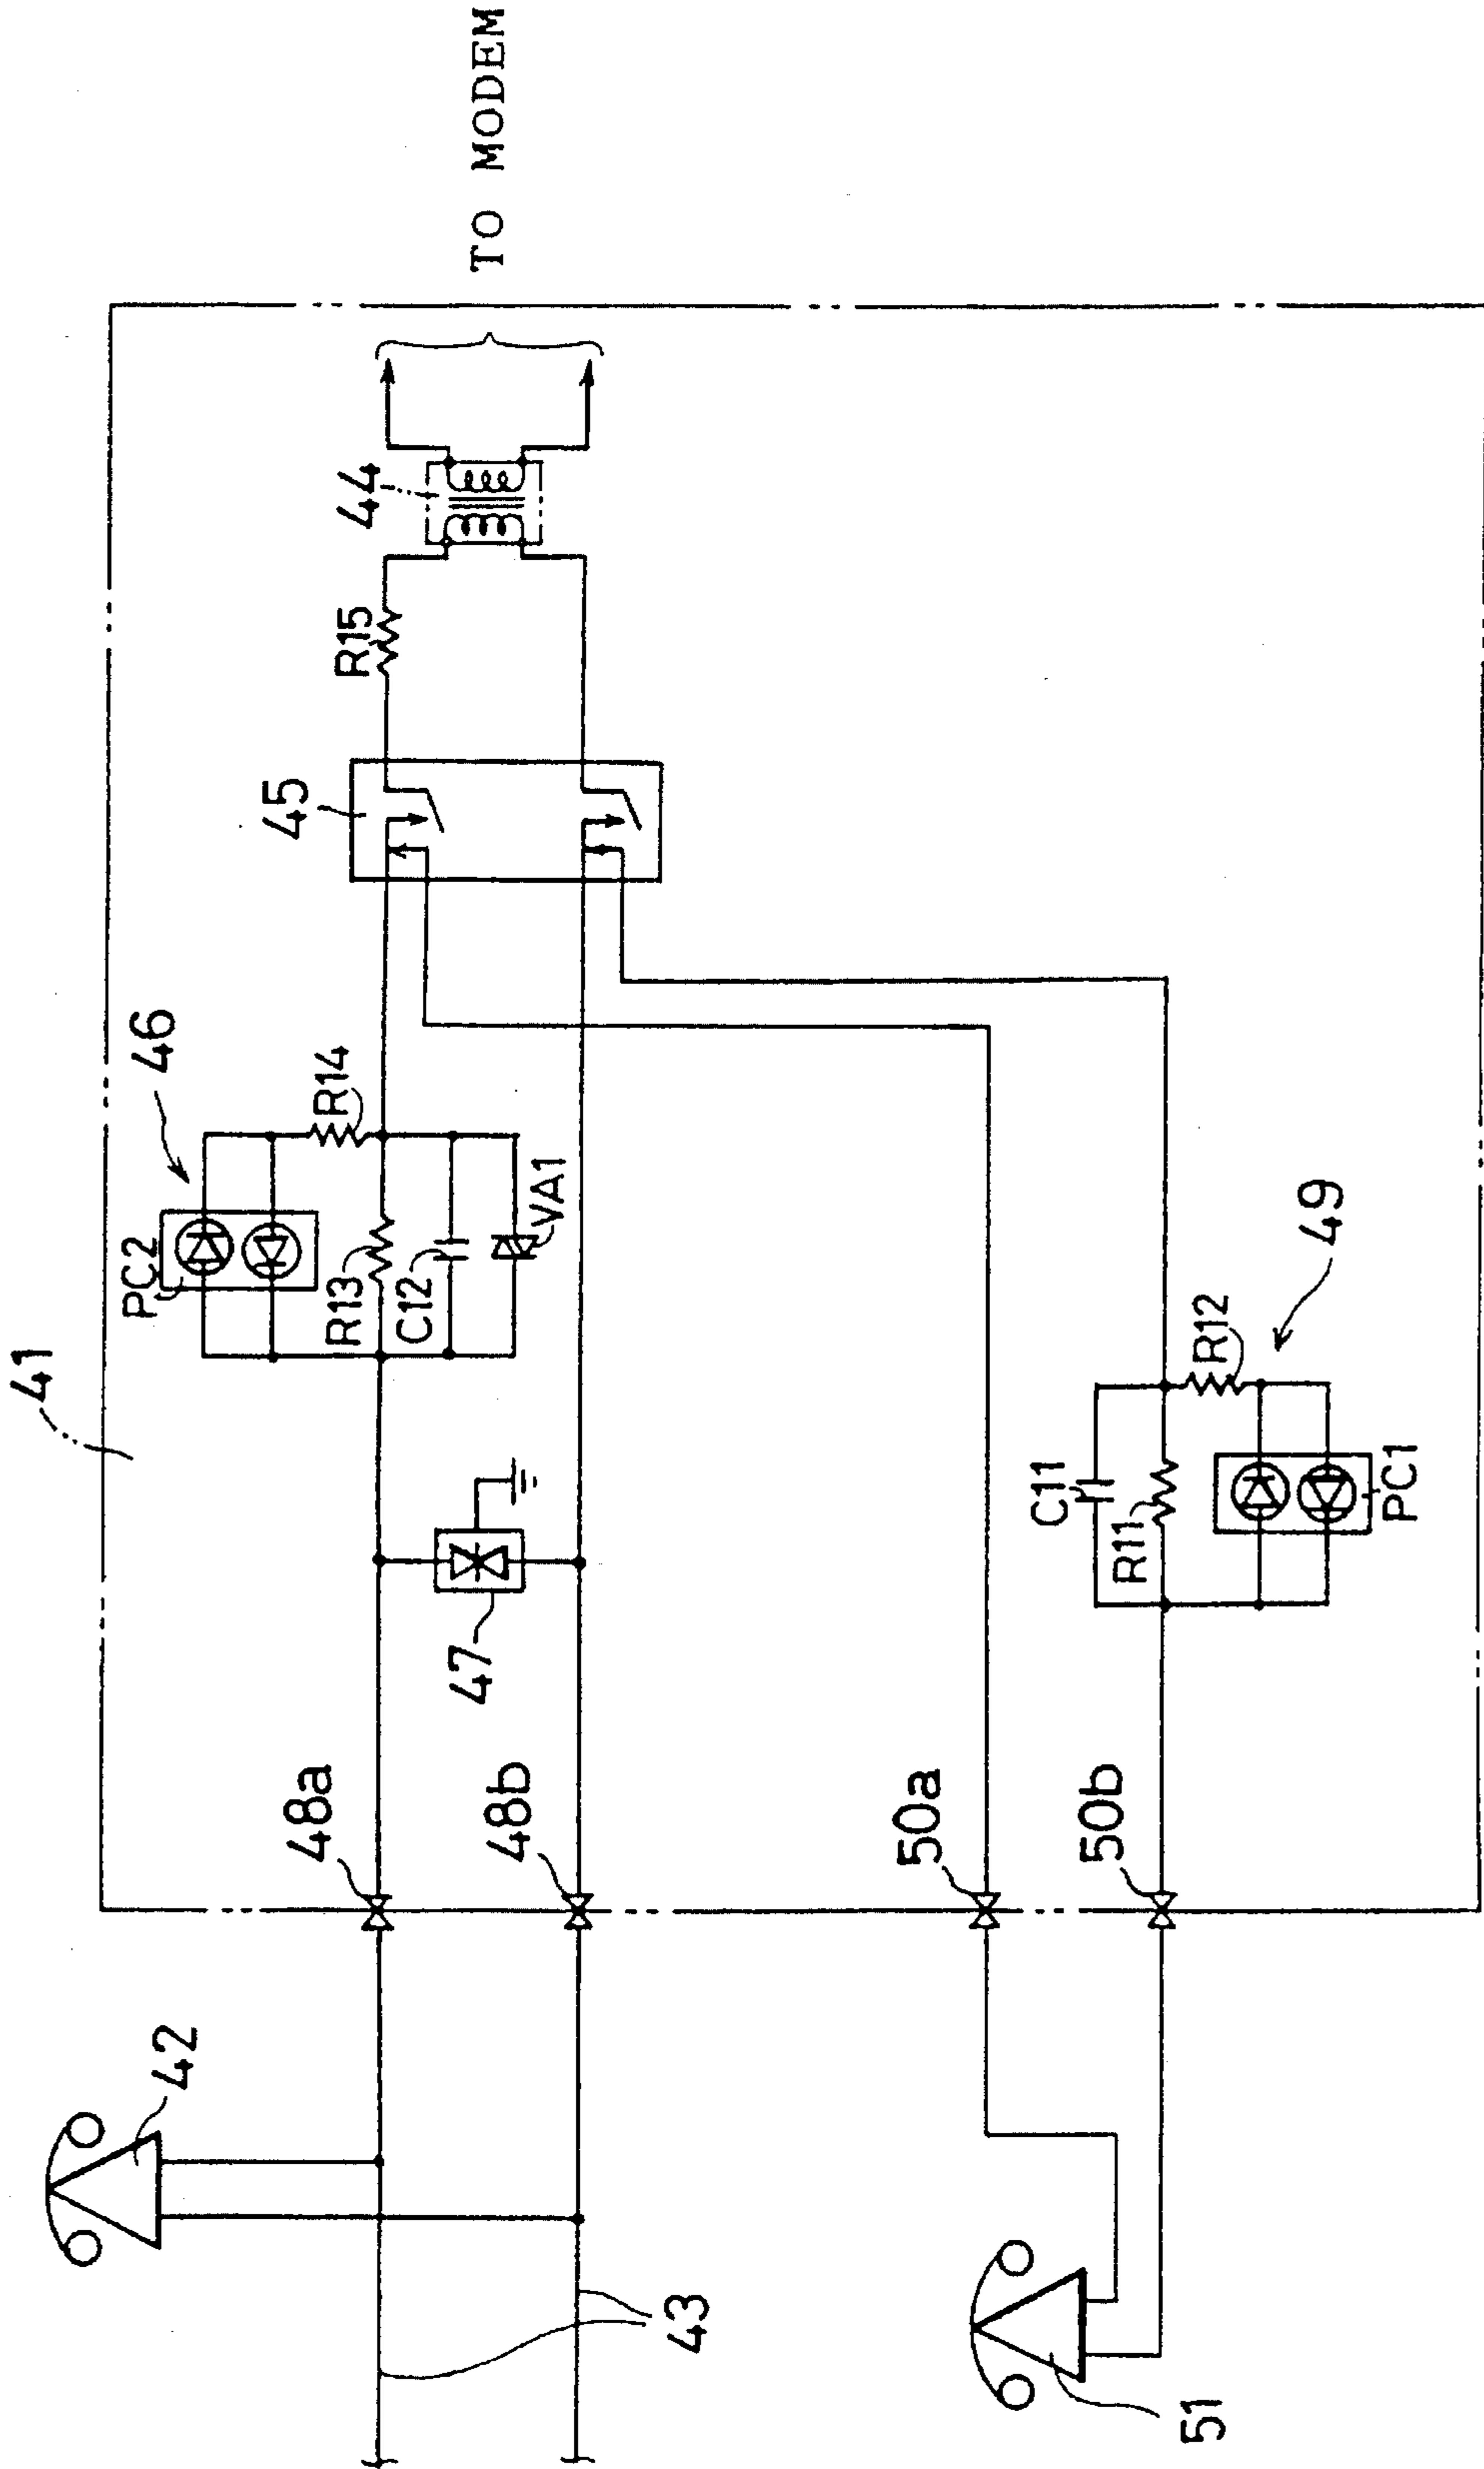 41
42
43
44
45
46
47
48a
48b
49
50a
50b
51
PC2
R14
R13
C12
VA1
R15
TO MODEM
C11
R11
R12
PC1